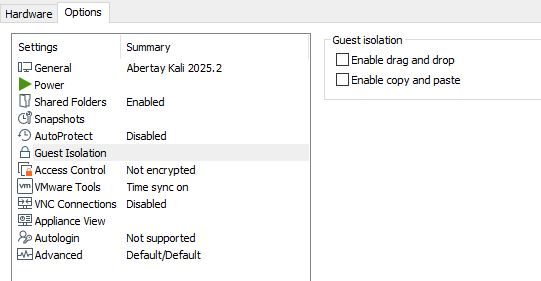 Hardware Options
Settings Summary
General Abertay Kali 2025.2
Power
Shared Folders Enabled
Snapshots
AutoProtect Disabled
Guest Isolation
Access Control Not encrypted
vm VMware Tools Time sync on
VNC Connections Disabled
Appliance View
Autologin Not supported
Advanced Default/Default
Guest isolation
Enable drag and drop
Enable copy and paste